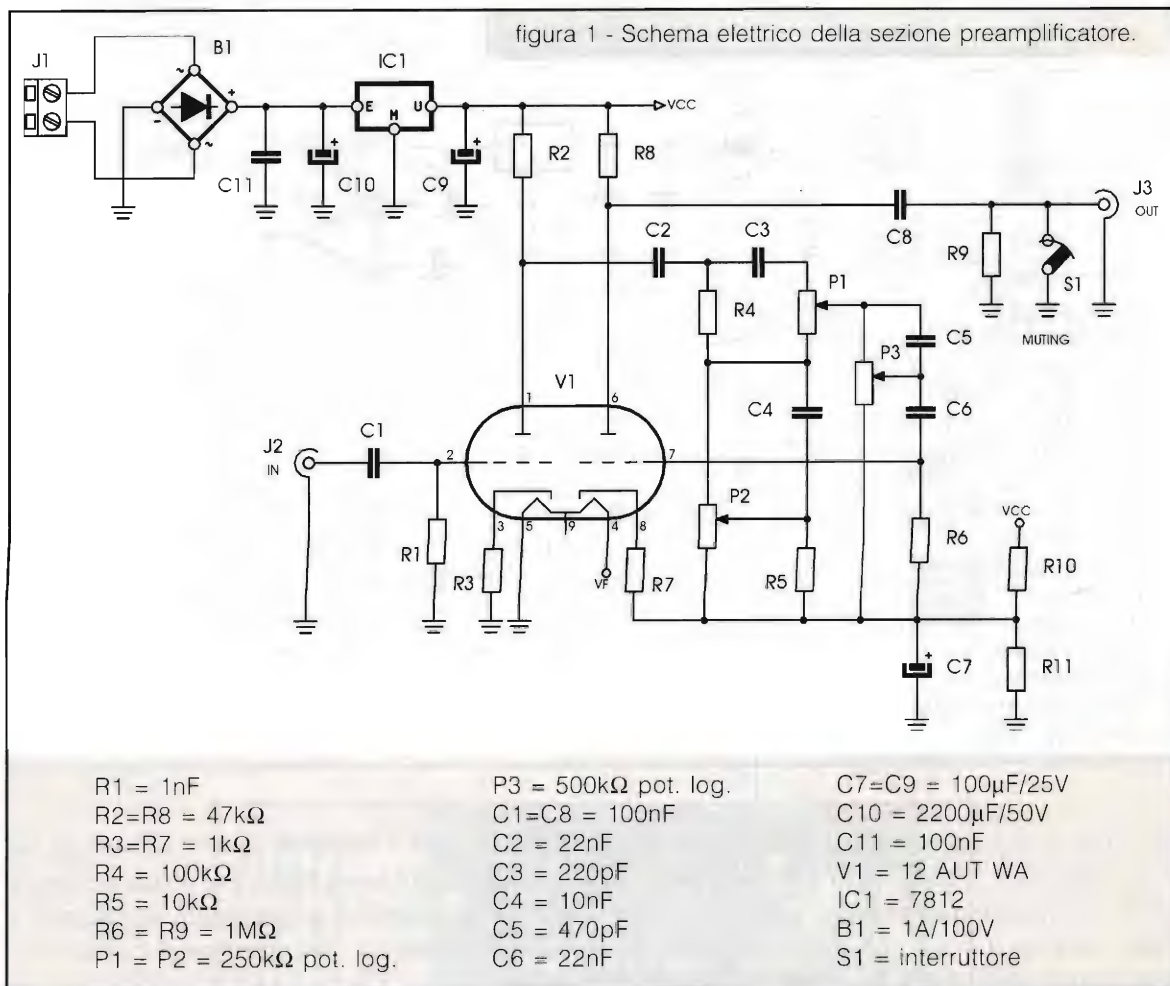 figura 1 - Schema elettrico della sezione preamplificatore.
J1
B1
~
+
-
~
IC1
E
U
M
VCC
C11
+
C10
+
C9
R2
R8
C8
J3
OUT
R9
S1
MUTING
C2
C3
R4
P1
C5
P3
C4
C6
V1
1
6
J2
IN
C1
2
7
3
5
9
4
8
P2
R1
R3
VF
R7
R5
R6
VCC
R10
+
C7
R11
R1 = 1nF
R2=R8 = 47kΩ
R3=R7 = 1kΩ
R4 = 100kΩ
R5 = 10kΩ
R6 = R9 = 1MΩ
P1 = P2 = 250kΩ pot. log.
P3 = 500kΩ pot. log.
C1=C8 = 100nF
C2 = 22nF
C3 = 220pF
C4 = 10nF
C5 = 470pF
C6 = 22nF
C7=C9 = 100µF/25V
C10 = 2200µF/50V
C11 = 100nF
V1 = 12 AUT WA
IC1 = 7812
B1 = 1A/100V
S1 = interruttore